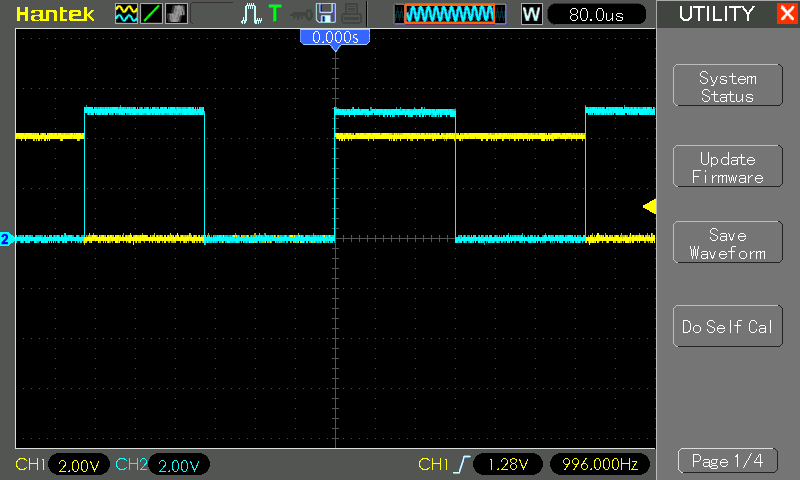 Hantek
T
W
80.0us
UTILITY
0.000s
System
Status
Update
Firmware
Save
Waveform
Do Self Cal
2
CH1 2.00V CH2 2.00V CH1 1.28V 996.000Hz
Page 1/4